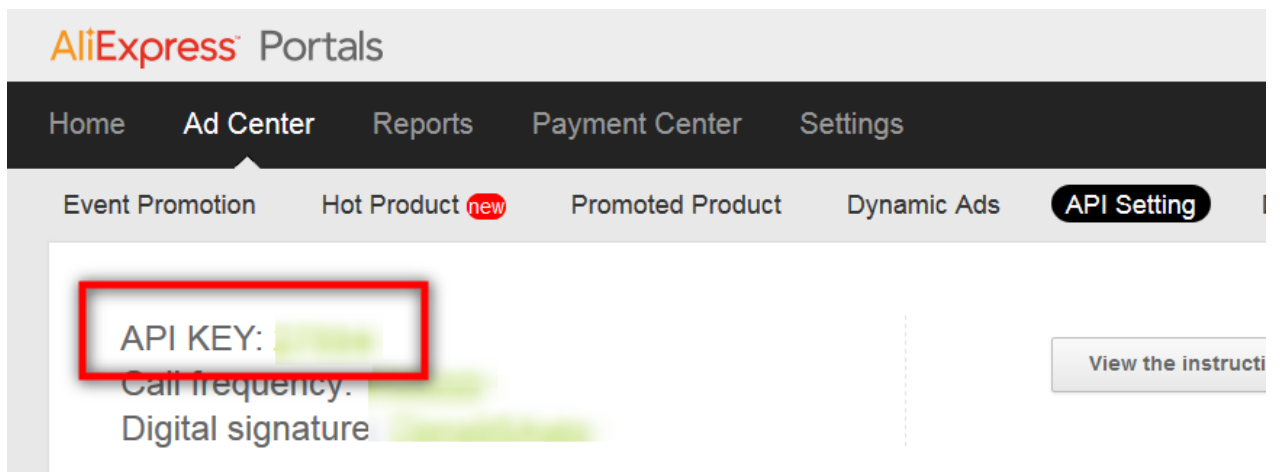 AliExpress™ Portals
Home Ad Center Reports Payment Center Settings
Event Promotion Hot Product new Promoted Product Dynamic Ads API Setting
API KEY:
Call frequency:
Digital signature
View the instructi